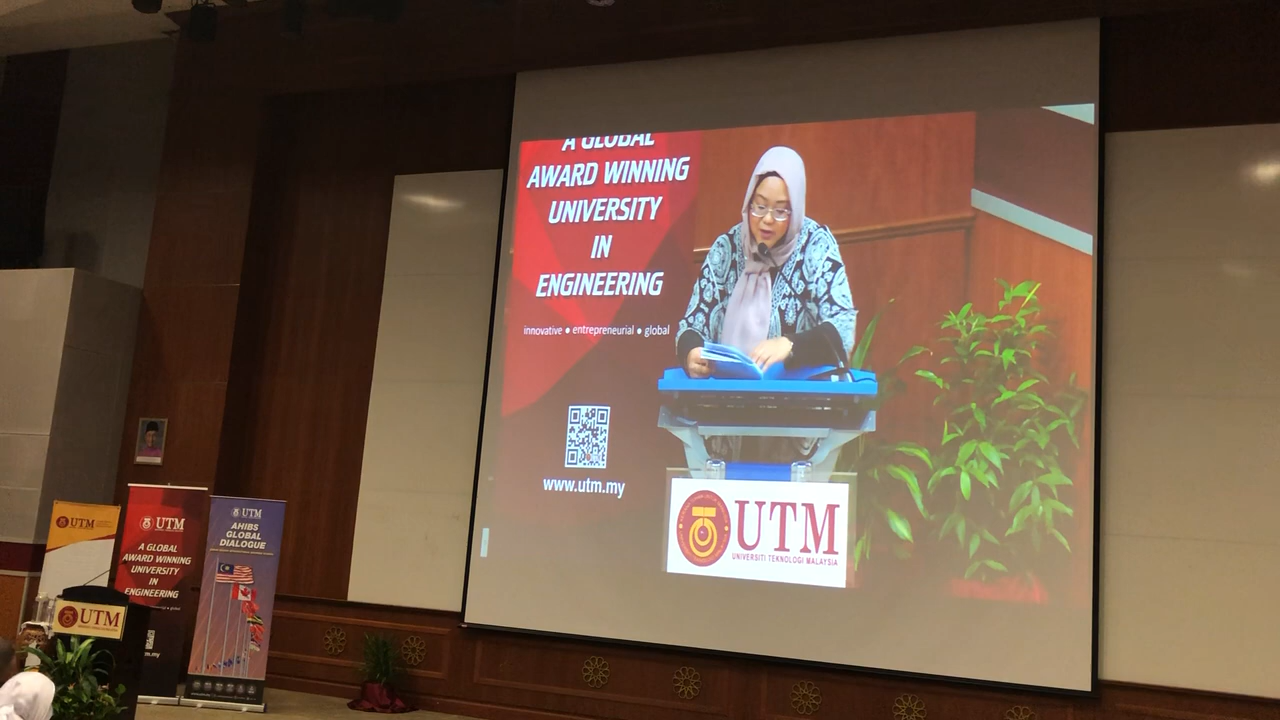 A GLOBAL
AWARD WINNING
UNIVERSITY
IN
ENGINEERING
innovative • entrepreneurial • global
www.utm.my
UTM
UNIVERSITI TEKNOLOGI MALAYSIA
UTM
UTM
A GLOBAL
AWARD WINNING
UNIVERSITY
IN
ENGINEERING
UTM
AHIBS
GLOBAL
DIALOGUE
UTM